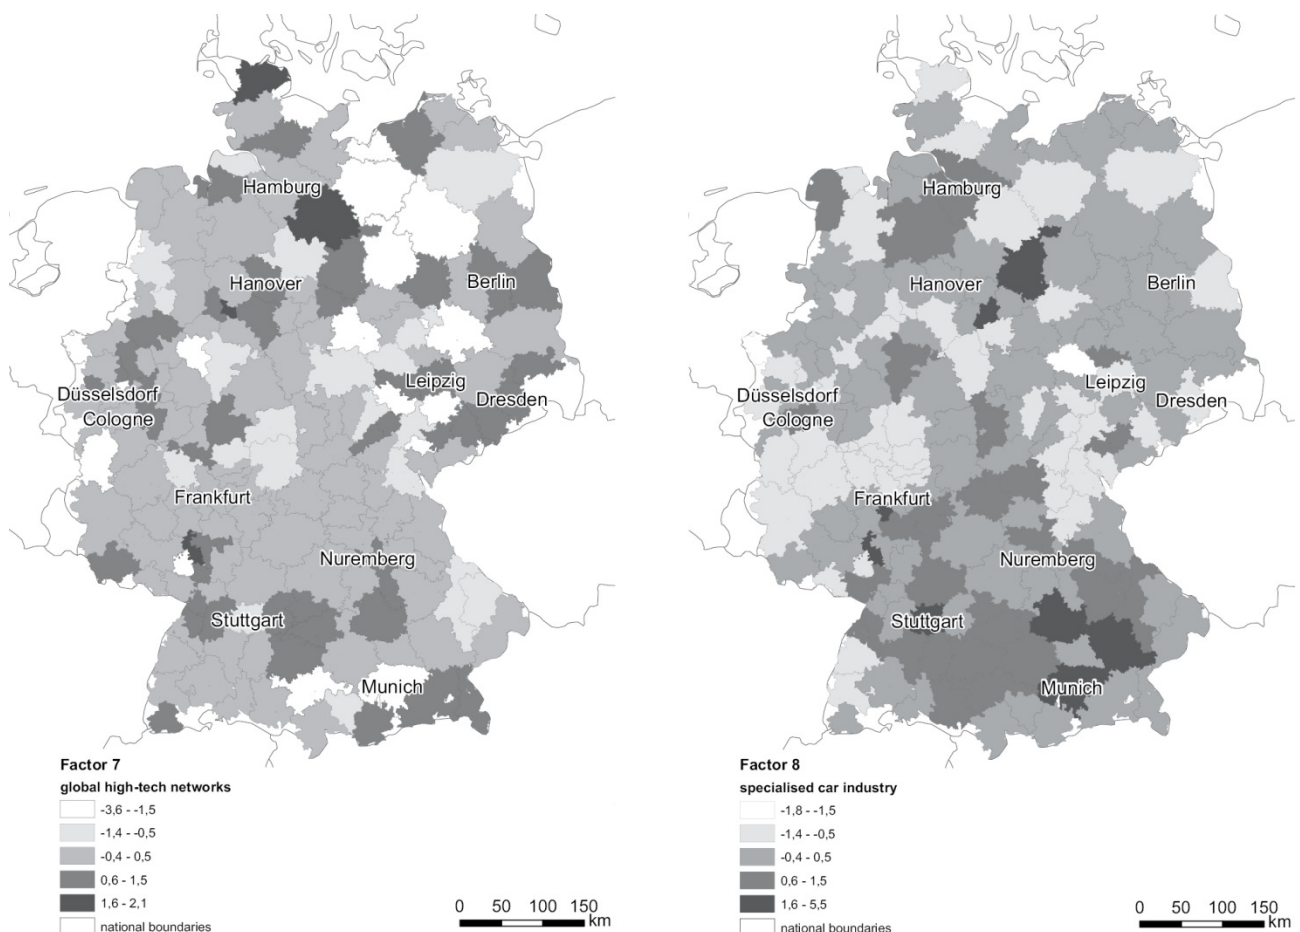 Hamburg
Hanover
Berlin
Düsselsdorf
Cologne
Leipzig
Dresden
Frankfurt
Nuremberg
Stuttgart
Munich
Factor 7
global high-tech networks
-3,6 - -1,5
-1,4 - -0,5
-0,4 - 0,5
0,6 - 1,5
1,6 - 2,1
national boundaries
0 50 100 150
km
Hamburg
Hanover
Berlin
Düsselsdorf
Cologne
Leipzig
Dresden
Frankfurt
Nuremberg
Stuttgart
Munich
Factor 8
specialised car industry
-1,8 - -1,5
-1,4 - -0,5
-0,4 - 0,5
0,6 - 1,5
1,6 - 5,5
national boundaries
0 50 100 150
km